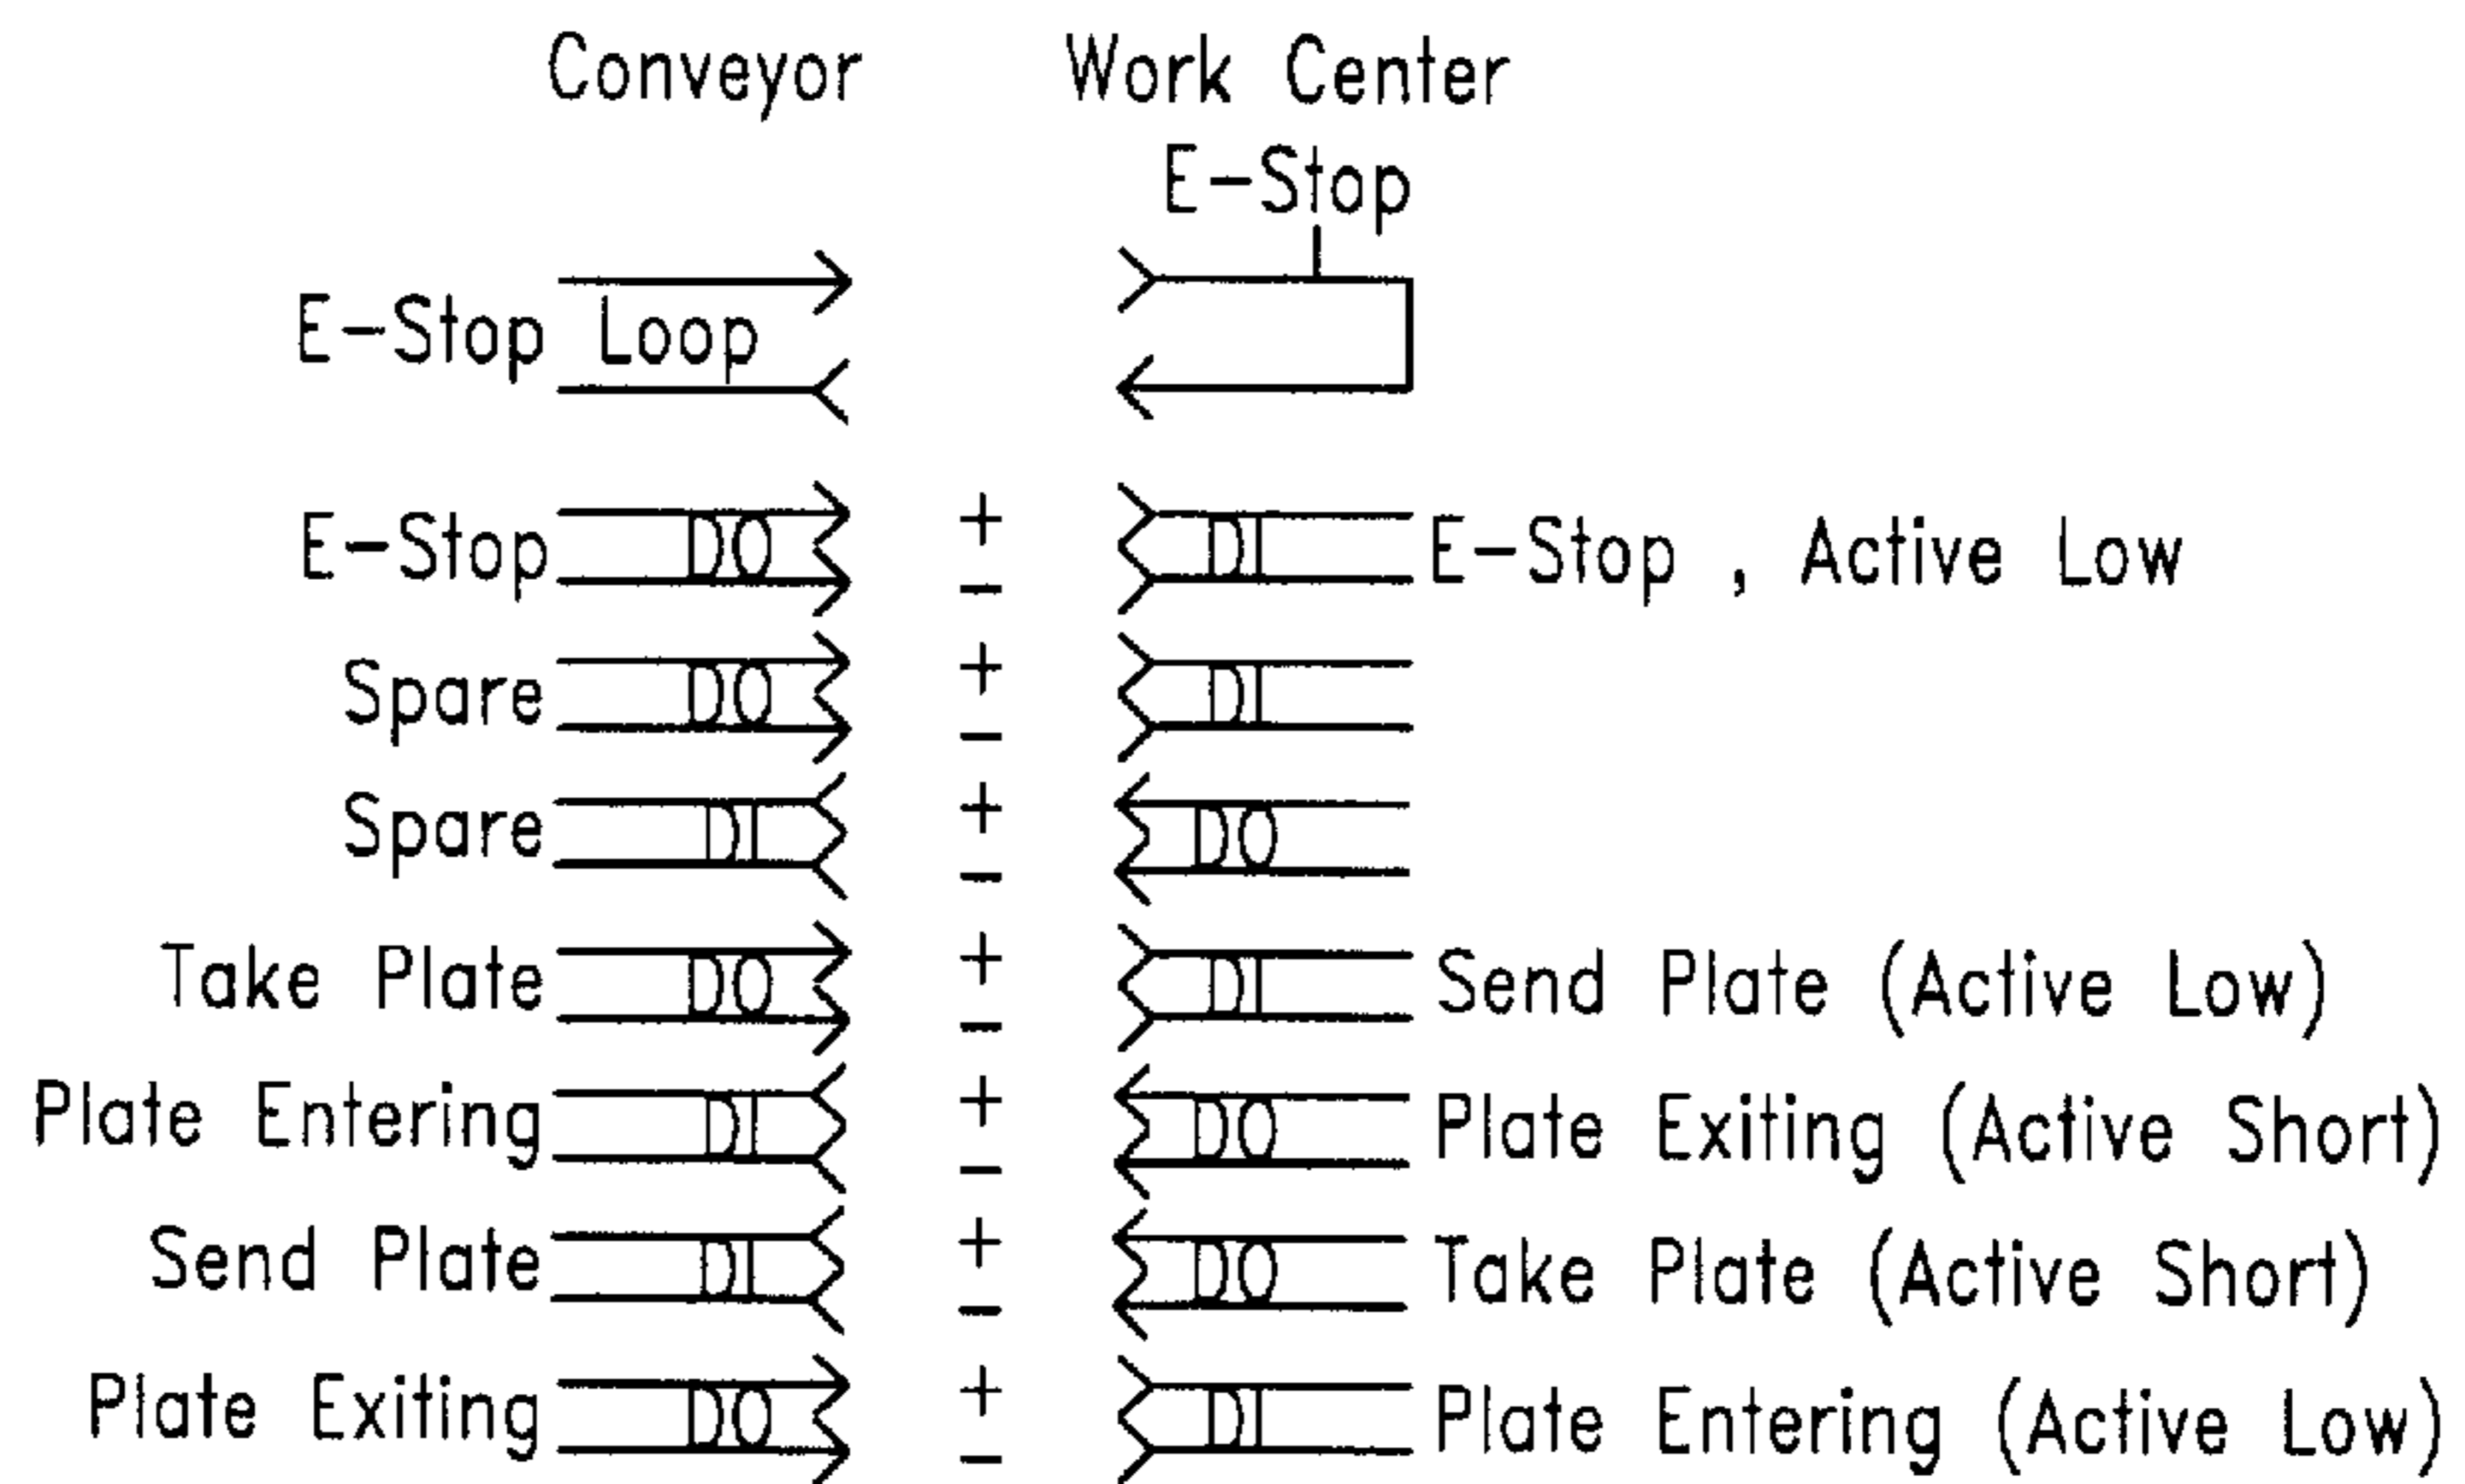 Conveyor Work Center
E-Stop
E-Stop Loop
E-Stop DO + - DI E-Stop , Active Low
Spare DO + - DI
Spare DI + - DO
Take Plate DO + - DI Send Plate (Active Low)
Plate Entering DI + - DO Plate Exiting (Active Short)
Send Plate DI + - DO Take Plate (Active Short)
Plate Exiting DO + - DI Plate Entering (Active Low)